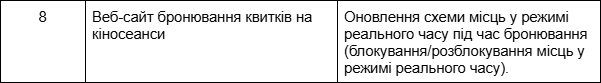 8
Веб-сайт бронювання квитків на
кіносеанси
Оновлення схеми місць у режимі
реального часу під час бронювання
(блокування/розблокування місць у
режимі реального часу).